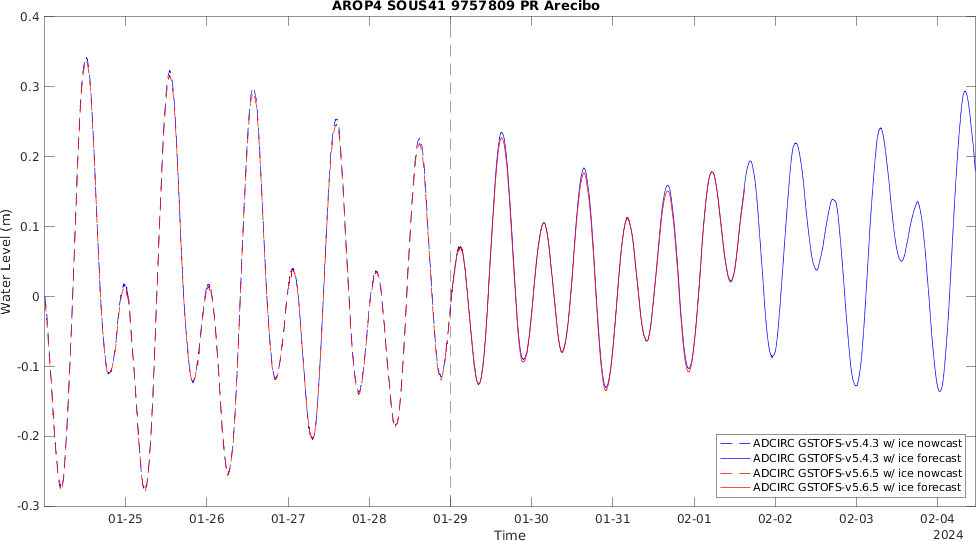 AROP4 SOUS41 9757809 PR Arecibo
0.4
0.3
0.2
0.1
0
-0.1
-0.2
-0.3
Water Level (m)
01-25 01-26 01-27 01-28 01-29 01-30 01-31 02-01 02-02 02-03 02-04
Time
2024
ADCIRC GSTOFS-v5.4.3 w/ ice nowcast
ADCIRC GSTOFS-v5.4.3 w/ ice forecast
ADCIRC GSTOFS-v5.6.5 w/ ice nowcast
ADCIRC GSTOFS-v5.6.5 w/ ice forecast